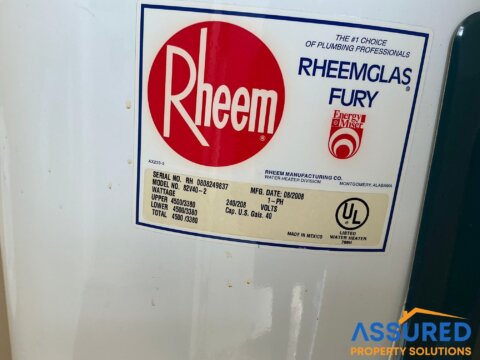 THE #1 CHOICE
OF PLUMBING PROFESSIONALS
Rheem®
RHEEMGLAS®
FURY
Energy
Miser
RHEEM MANUFACTURING CO.
WATER HEATER DIVISION
MONTGOMERY, ALABAMA
SERIAL NO. RH 0808249837
MFG. DATE: 08/2008
MODEL NO. 82V40-2
1-PH
WATTAGE
240/208 VOLTS
UPPER 4500/3380
Cap. U.S. Gals. 40
LOWER 4500/3380
TOTAL 4500/3380
MADE IN MEXICO
UL
LISTED
WATER HEATER
ASSURED
PROPERTY SOLUTIONS